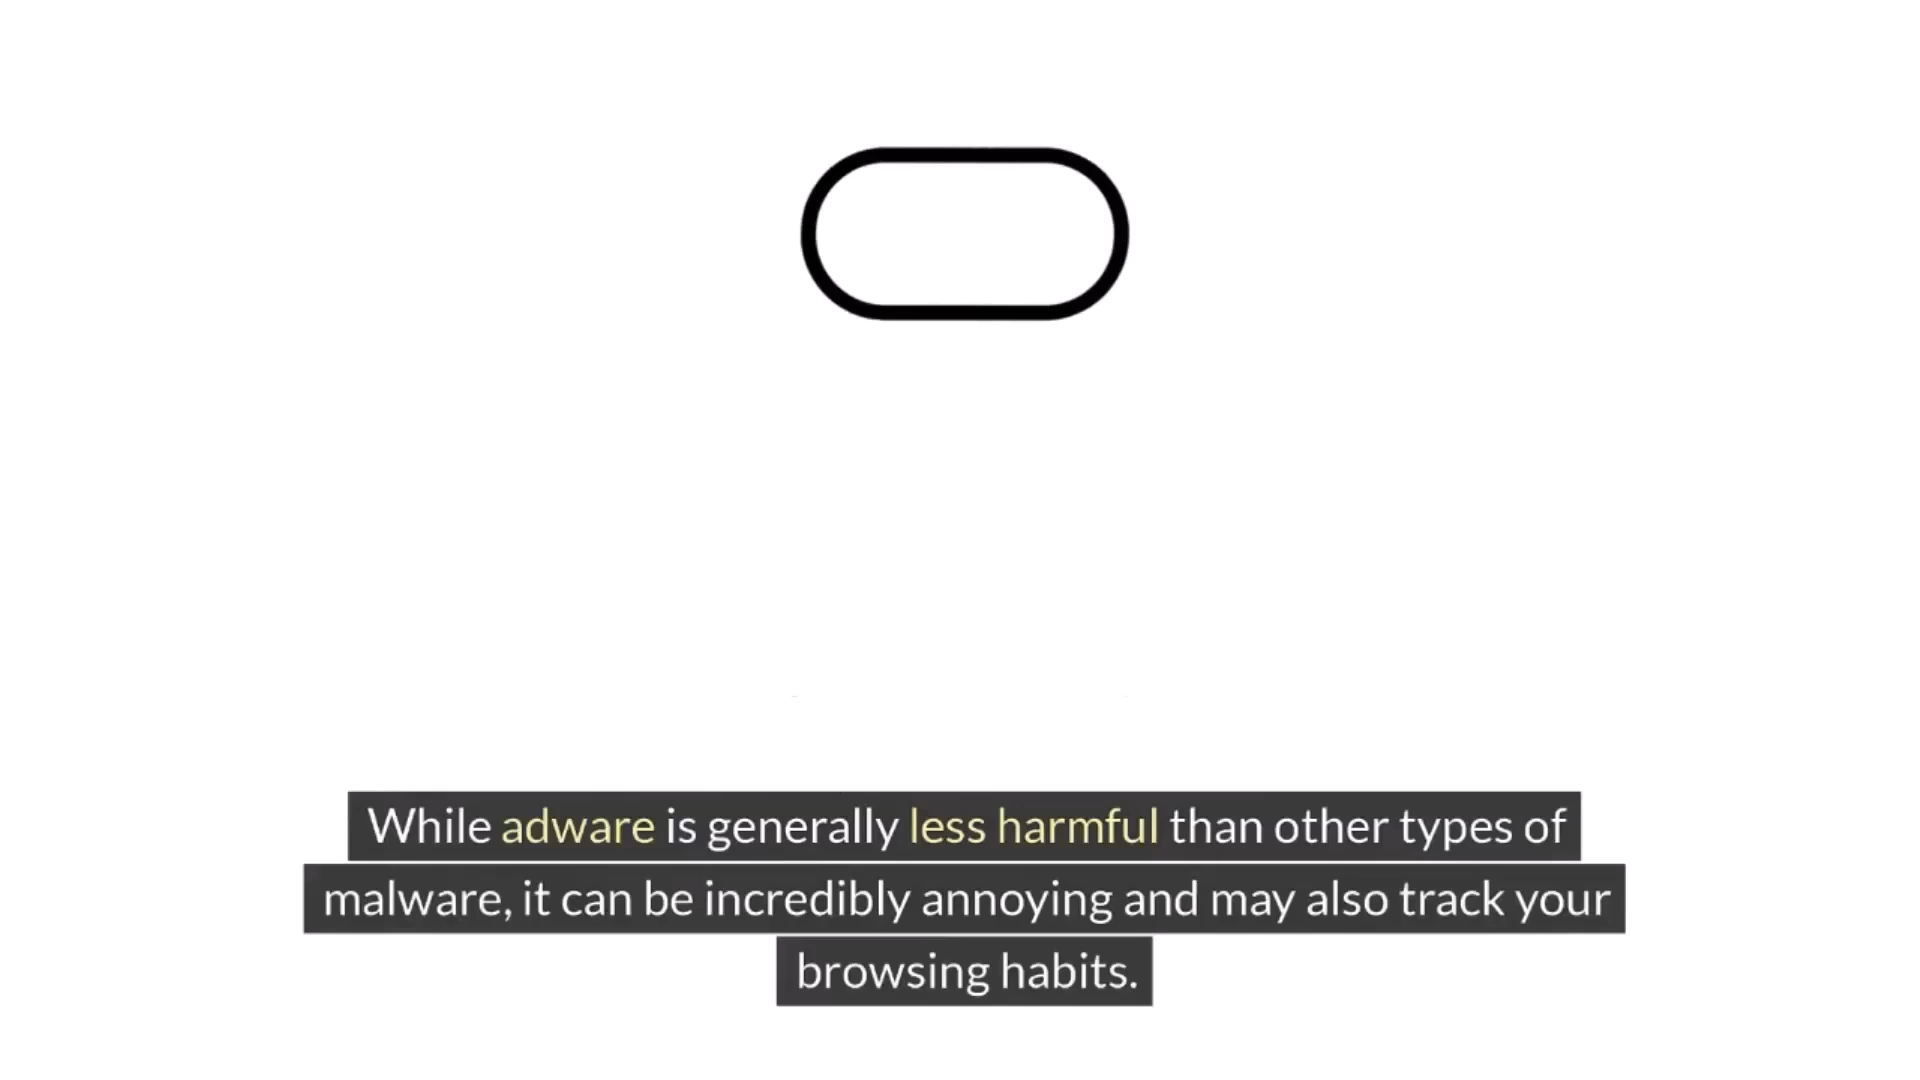 While adware is generally less harmful than other types of
malware, it can be incredibly annoying and may also track your
browsing habits.